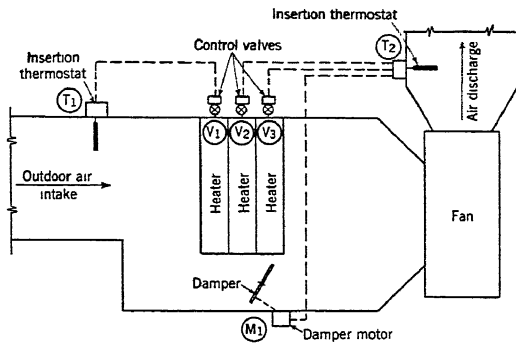 Insertion thermostat
T2
Control valves
Insertion
thermostat
T1
Air discharge
V1
V2
V3
Outdoor air
intake
Heater
Heater
Heater
Fan
Damper
M1
Damper motor